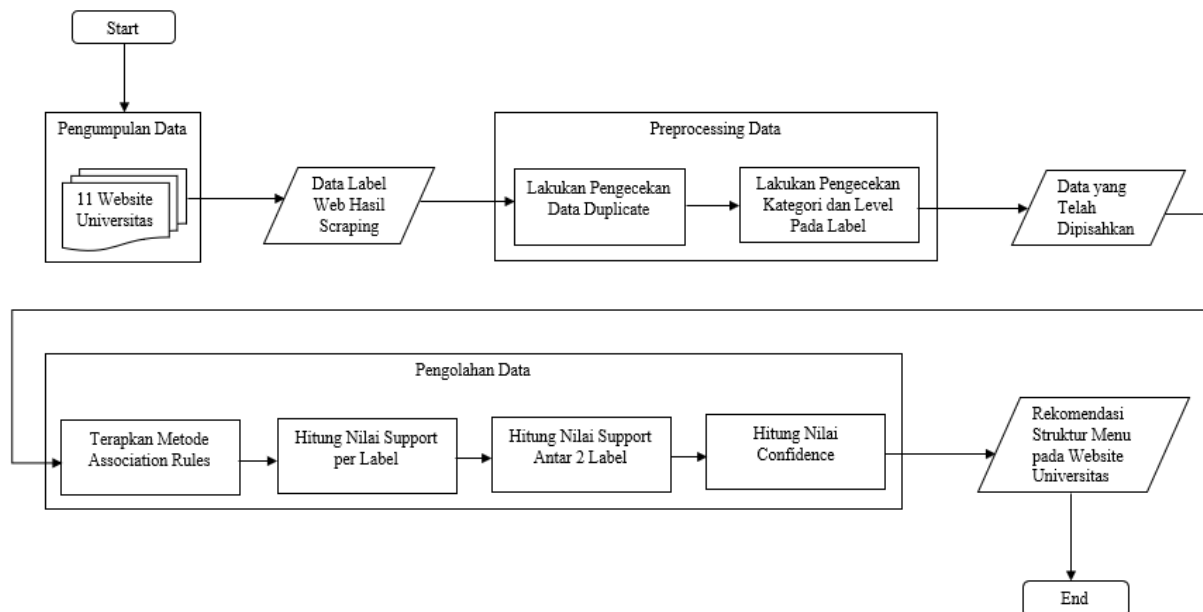 Start
Pengumpulan Data
11 Website
Universitas
Data Label
Web Hasil
Scraping
Preprocessing Data
Lakukan Pengecekan
Data Duplicate
Lakukan Pengecekan
Kategori dan Level
Pada Label
Data yang
Telah
Dipisahkan
Pengolahan Data
Terapkan Metode
Association Rules
Hitung Nilai Support
per Label
Hitung Nilai Support
Antar 2 Label
Hitung Nilai
Confidence
Rekomendasi
Struktur Menu
pada Website
Universitas
End